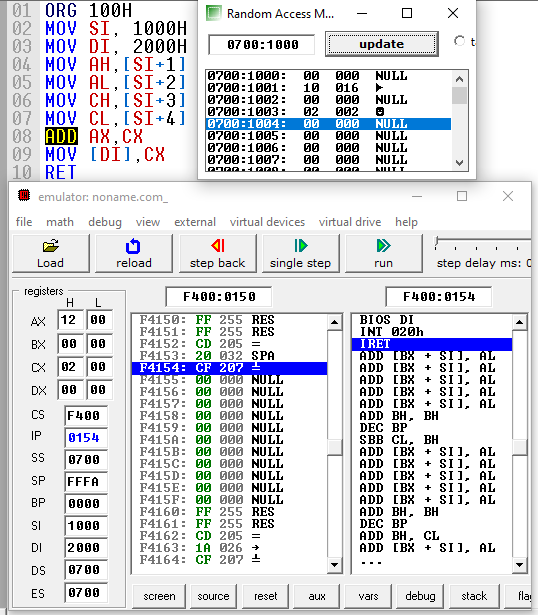 01 ORG 100H
02 MOV SI, 1000H
03 MOV DI, 2000H
04 MOV AH,[SI+1]
05 MOV AL,[SI+2]
06 MOV CH,[SI+3]
07 MOV CL,[SI+4]
08 ADD AX,CX
09 MOV [DI],CX
10 RET
Random Access M...
0700:1000 update t
0700:1000: 00 000 NULL
0700:1001: 10 016 ►
0700:1002: 00 000 NULL
0700:1003: 02 002 ☻
0700:1004: 00 000 NULL
0700:1005: 00 000 NULL
0700:1006: 00 000 NULL
0700:1007: 00 000 NULL
0700:1008: 00 000 NULL
emulator: noname.com_
file math debug view external virtual devices virtual drive help
Load reload step back single step run step delay ms: 0
registers
H L
AX 12 00
BX 00 00
CX 02 00
DX 00 00
CS F400
IP 0154
SS 0700
SP FFFA
BP 0000
SI 1000
DI 2000
DS 0700
ES 0700
F400:0150
F4150: FF 255 RES
F4151: FF 255 RES
F4152: CD 205 =
F4153: 20 032 SPA
F4154: CF 207 ╧
F4155: 00 000 NULL
F4156: 00 000 NULL
F4157: 00 000 NULL
F4158: 00 000 NULL
F4159: 00 000 NULL
F415A: 00 000 NULL
F415B: 00 000 NULL
F415C: 00 000 NULL
F415D: 00 000 NULL
F415E: 00 000 NULL
F415F: 00 000 NULL
F4160: FF 255 RES
F4161: FF 255 RES
F4162: CD 205 =
F4163: 1A 026 →
F4164: CF 207 ╧
F400:0154
BIOS DI
INT 020h
IRET
ADD [BX + SI], AL
ADD [BX + SI], AL
ADD [BX + SI], AL
ADD [BX + SI], AL
ADD [BX + SI], AL
ADD BH, BH
DEC BP
SBB CL, BH
ADD [BX + SI], AL
ADD [BX + SI], AL
ADD [BX + SI], AL
ADD [BX + SI], AL
ADD [BX + SI], AL
ADD BH, BH
DEC BP
ADD BH, CL
ADD [BX + SI], AL
...
screen source reset aux vars debug stack flag